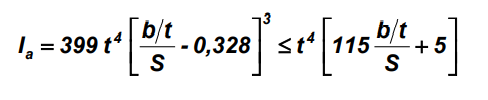 Iₐ = 399 t⁴ [ (b/t)/S - 0,328 ]³ ≤ t⁴ [ 115 (b/t)/S + 5 ]